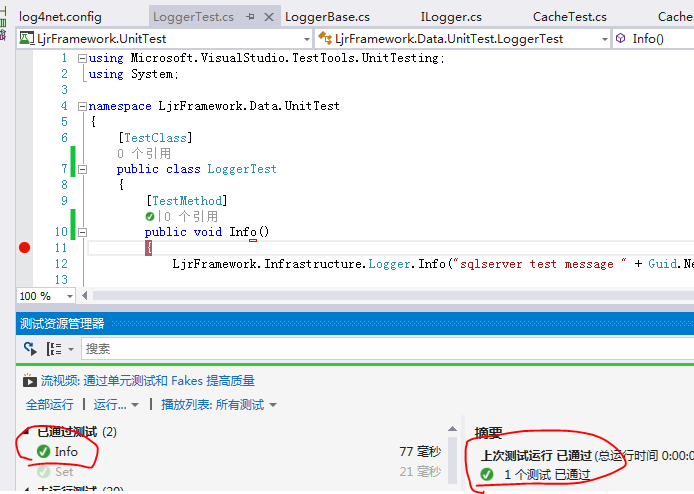 工具箱
log4net.config LoggerTest.cs LoggerBase.cs ILogger.cs CacheTest.cs Cache
LjrFramework.UnitTest LjrFramework.Data.UnitTest.LoggerTest Info()
1 using Microsoft.VisualStudio.TestTools.UnitTesting;
2 using System;
3
4 namespace LjrFramework.Data.UnitTest
5 {
6 [TestClass]
0 个引用
7 public class LoggerTest
8 {
9 [TestMethod]
|0 个引用
10 public void Info()
11 {
12 LjrFramework.Infrastructure.Logger.Info("sqlserver test message " + Guid.Ne
13
100 %
测试资源管理器
搜索
流视频: 通过单元测试和 Fakes 提高质量
全部运行 | 运行... | 播放列表: 所有测试
已通过测试 (2)
Info 77 毫秒
Set 21 毫秒
未运行测试 (20)
摘要
上次测试运行 已通过 (总运行时间 0:00:0
1 个测试 已通过